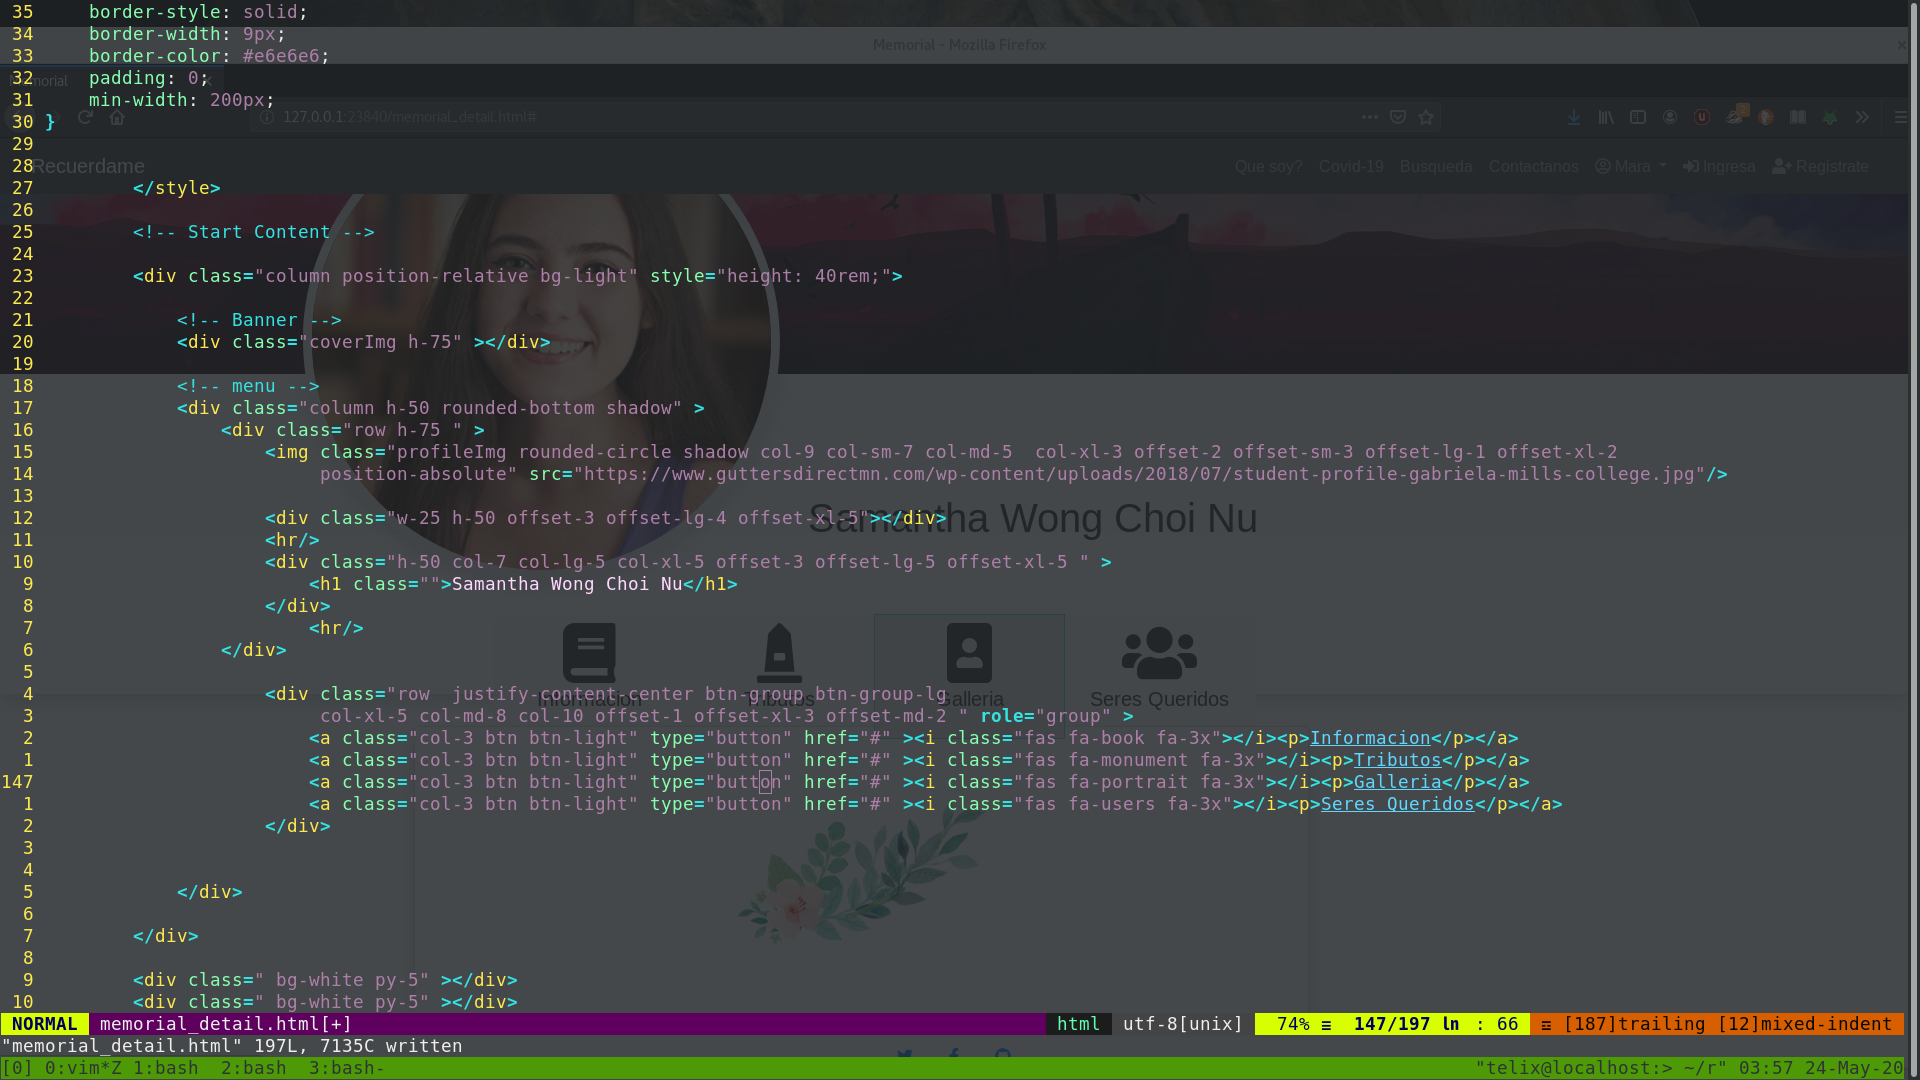 35     border-style: solid;
34     border-width: 9px;
Memorial - Mozilla Firefox
33     border-color: #e6e6e6;
32     padding: 0;
31     min-width: 200px;
127.0.0.1:23840/memorial_detail.html#
30 }
29
28
Recuerdame
Que soy? Covid-19 Busqueda Contactanos Mara Ingresa Registrate
27         </style>
26
25         <!-- Start Content -->
24
23         <div class="column position-relative bg-light" style="height: 40rem;">
22
21             <!-- Banner -->
20             <div class="coverImg h-75" ></div>
19
18             <!-- menu -->
17             <div class="column h-50 rounded-bottom shadow" >
16                 <div class="row h-75 " >
15                     <img class="profileImg rounded-circle shadow col-9 col-sm-7 col-md-5  col-xl-3 offset-2 offset-sm-3 offset-lg-1 offset-xl-2
14                          position-absolute" src="https://www.guttersdirectmn.com/wp-content/uploads/2018/07/student-profile-gabriela-mills-college.jpg"/>
13
12                     <div class="w-25 h-50 offset-3 offset-lg-4 offset-xl-5"></div>
Samantha Wong Choi Nu
11                     <hr/>
10                     <div class="h-50 col-7 col-lg-5 col-xl-5 offset-3 offset-lg-5 offset-xl-5 " >
9                         <h1 class="">Samantha Wong Choi Nu</h1>
8                     </div>
7                         <hr/>
6                 </div>
5
4                     <div class="row  justify-content-center btn-group btn-group-lg
Informacion Tributos Galleria Seres Queridos
3                          col-xl-5 col-md-8 col-10 offset-1 offset-xl-3 offset-md-2 " role="group" >
2                         <a class="col-3 btn btn-light" type="button" href="#" ><i class="fas fa-book fa-3x"></i><p>Informacion</p></a>
1                         <a class="col-3 btn btn-light" type="button" href="#" ><i class="fas fa-monument fa-3x"></i><p>Tributos</p></a>
147                         <a class="col-3 btn btn-light" type="button" href="#" ><i class="fas fa-portrait fa-3x"></i><p>Galleria</p></a>
1                         <a class="col-3 btn btn-light" type="button" href="#" ><i class="fas fa-users fa-3x"></i><p>Seres Queridos</p></a>
2                     </div>
3
4
5             </div>
6
7         </div>
8
9         <div class=" bg-white py-5" ></div>
10         <div class=" bg-white py-5" ></div>
NORMAL  memorial_detail.html[+]  html  utf-8[unix]  74% ≡  147/197 ln : 66  ☲ [187]trailing [12]mixed-indent
"memorial_detail.html" 197L, 7135C written
[0] 0:vim*Z 1:bash  2:bash  3:bash-  "telix@localhost:> ~/r" 03:57 24-May-20